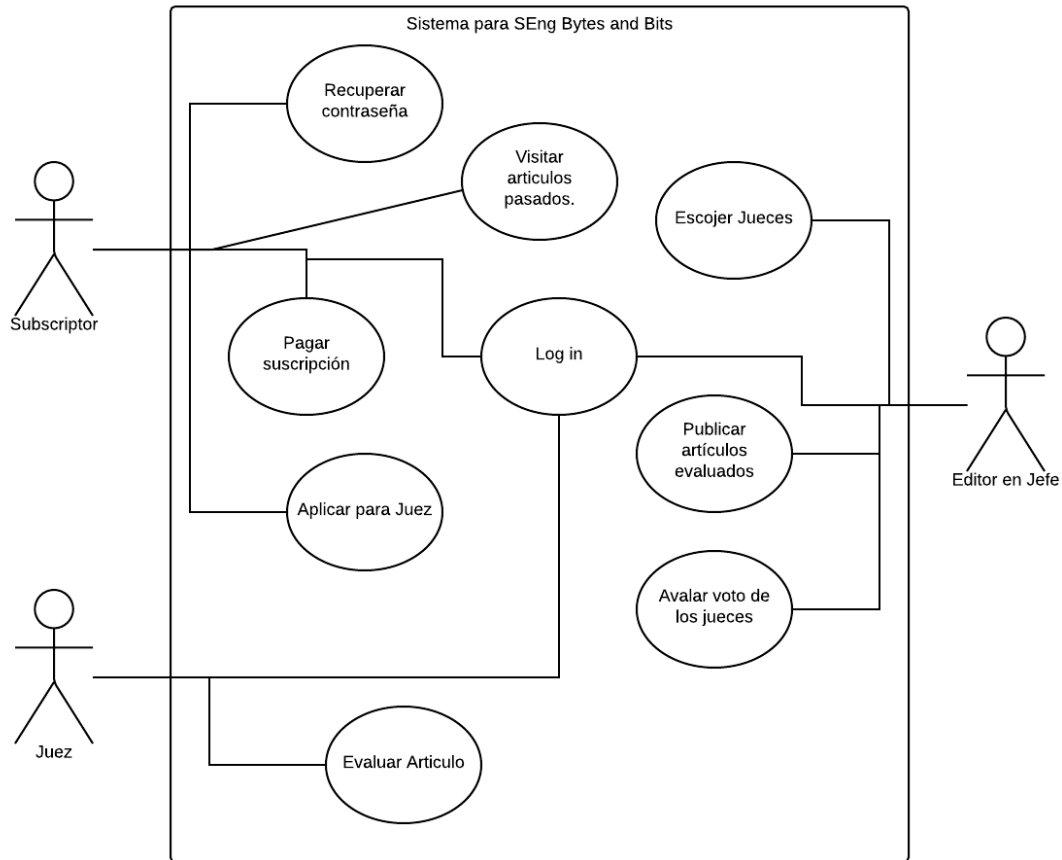 Sistema para SEng Bytes and Bits
Recuperar
contraseña
Visitar
articulos
pasados.
Escojer Jueces
Subscriptor
Pagar
suscripción
Log in
Publicar
artículos
evaluados
Editor en Jefe
Aplicar para Juez
Avalar voto de
los jueces
Juez
Evaluar Articulo